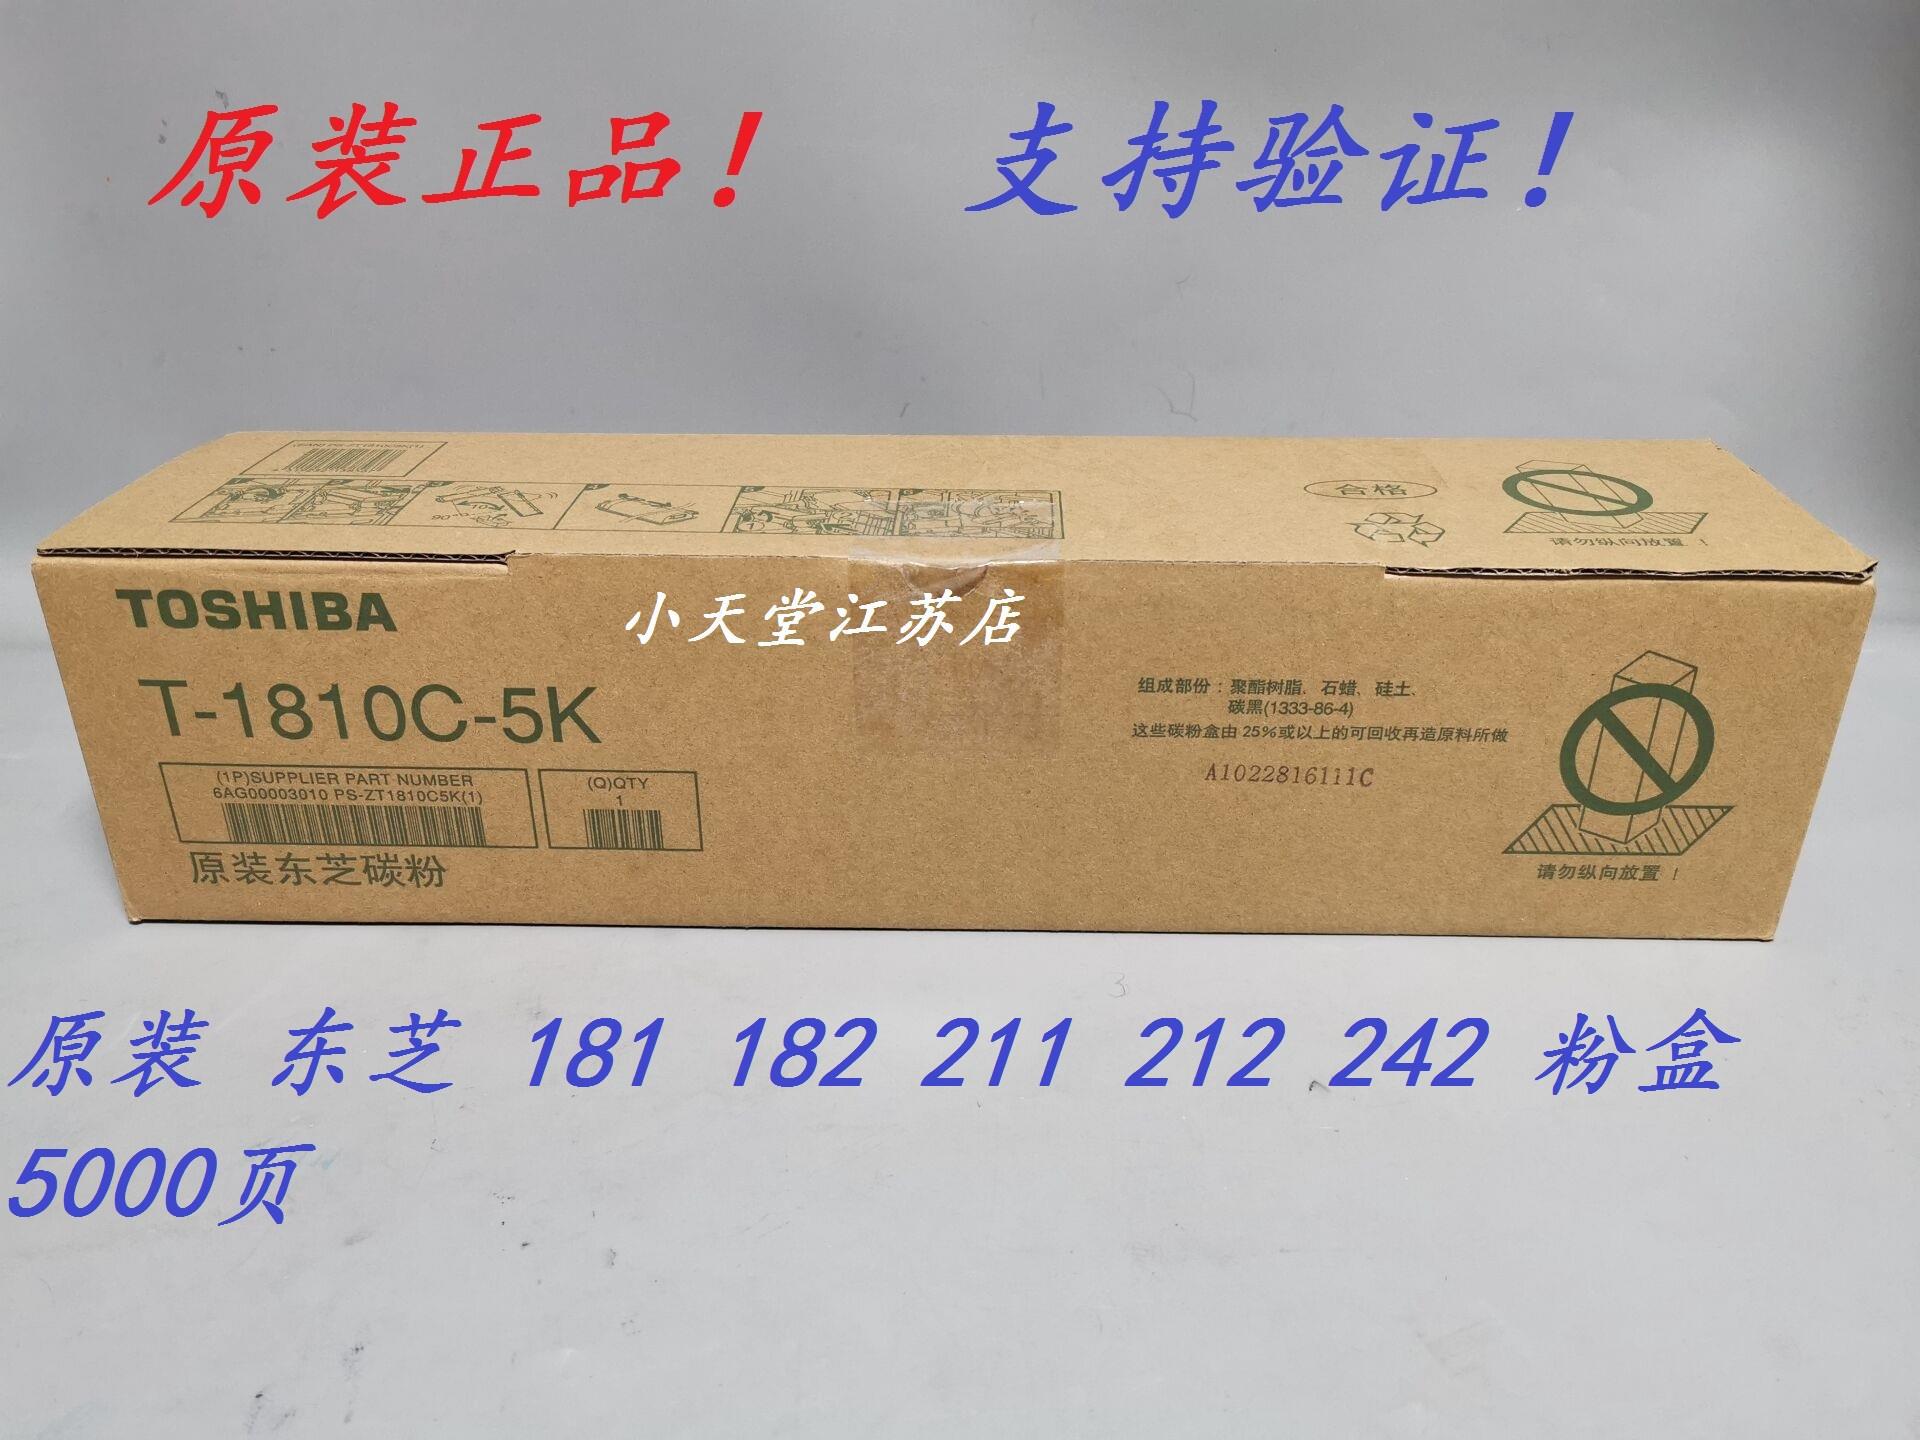 原装正品！ 支持验证！
(EAN) PS-ZT1810C5K(1)
合格
请勿纵向放置！
TOSHIBA
小天堂江苏店
T-1810C-5K
组成部份：聚酯树脂、石蜡、硅土、
碳黑(1333-86-4)
这些碳粉盒由 25%或以上的可回收再造原料所做
A1022816111C
(1P)SUPPLIER PART NUMBER
6AG00003010 PS-ZT1810C5K(1)
(Q)QTY
1
原装东芝碳粉
请勿纵向放置！
原装 东芝 181 182 211 212 242 粉盒
5000页